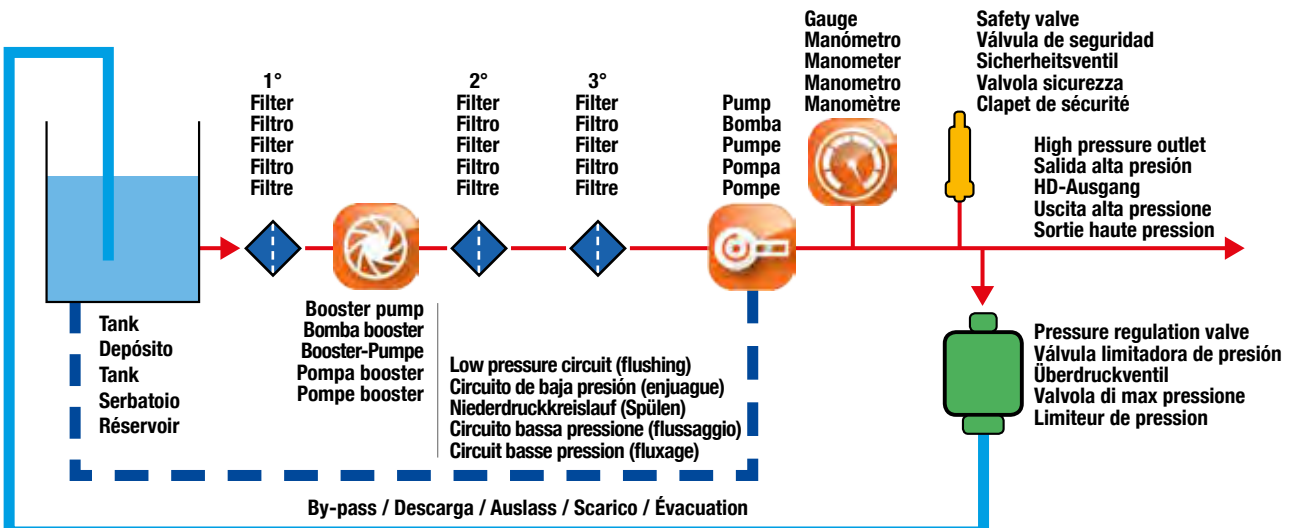 Gauge
Manómetro
Manometer
Manometro
Manomètre
Safety valve
Válvula de seguridad
Sicherheitsventil
Valvola sicurezza
Clapet de sécurité
1°
Filter
Filtro
Filter
Filtro
Filtre
2°
Filter
Filtro
Filter
Filtro
Filtre
3°
Filter
Filtro
Filter
Filtro
Filtre
Pump
Bomba
Pumpe
Pompa
Pompe
High pressure outlet
Salida alta presión
HD-Ausgang
Uscita alta pressione
Sortie haute pression
Tank
Depósito
Tank
Serbatoio
Réservoir
Booster pump
Bomba booster
Booster-Pumpe
Pompa booster
Pompe booster
Low pressure circuit (flushing)
Circuito de baja presión (enjuague)
Niederdruckkreislauf (Spülen)
Circuito bassa pressione (flussaggio)
Circuit basse pression (fluxage)
Pressure regulation valve
Válvula limitadora de presión
Überdruckventil
Valvola di max pressione
Limiteur de pression
By-pass / Descarga / Auslass / Scarico / Évacuation